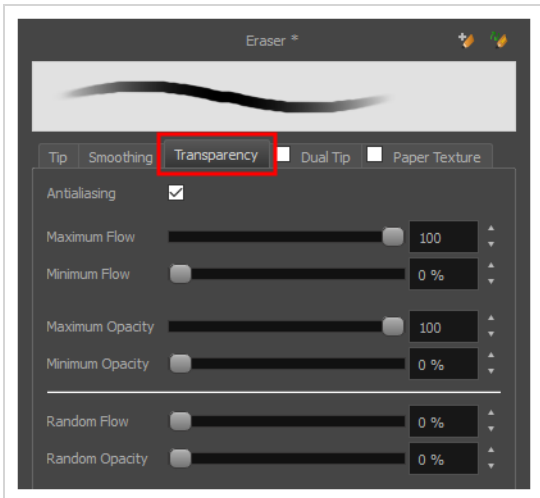 Eraser *
Tip Smoothing Transparency Dual Tip Paper Texture
Antialiasing
Maximum Flow 100
Minimum Flow 0 %
Maximum Opacity 100
Minimum Opacity 0 %
Random Flow 0 %
Random Opacity 0 %